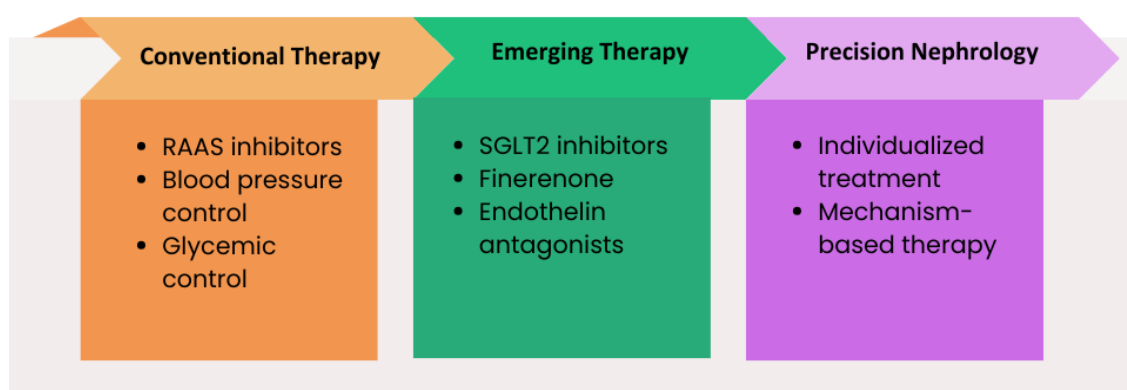 Conventional Therapy
Emerging Therapy
Precision Nephrology
• RAAS inhibitors
• Blood pressure
control
• Glycemic
control
• SGLT2 inhibitors
• Finerenone
• Endothelin
antagonists
• Individualized
treatment
• Mechanism-
based therapy